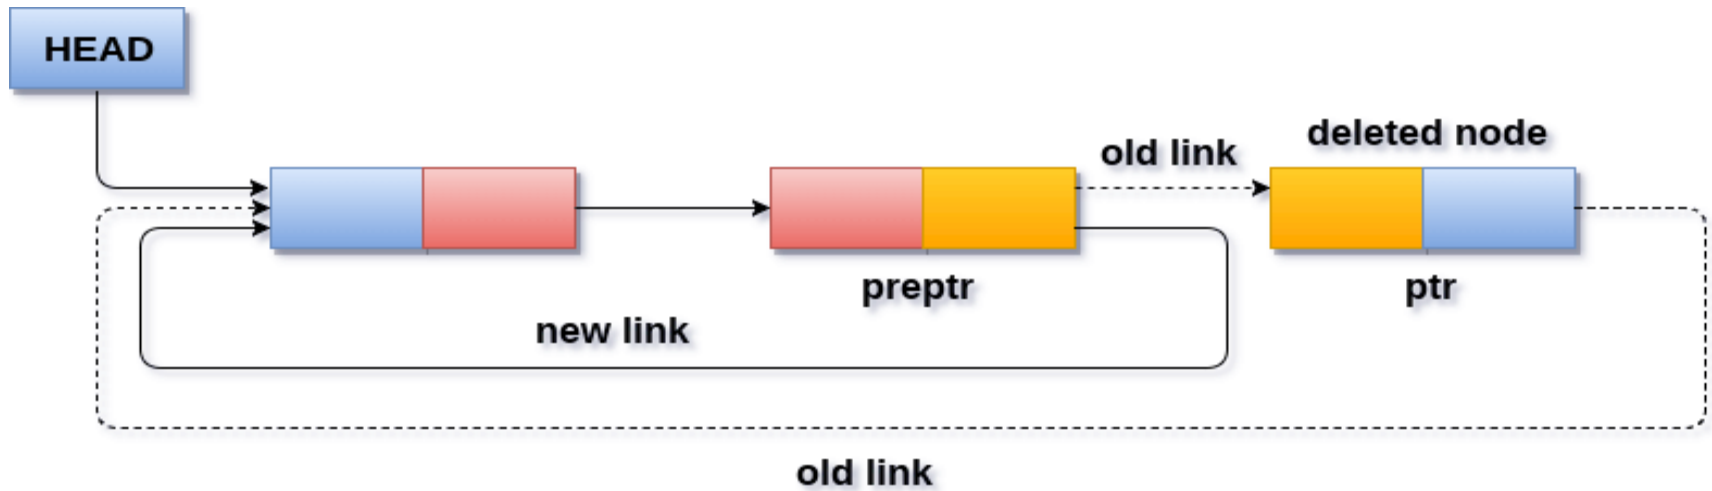 HEAD
old link
deleted node
preptr
ptr
new link
old link